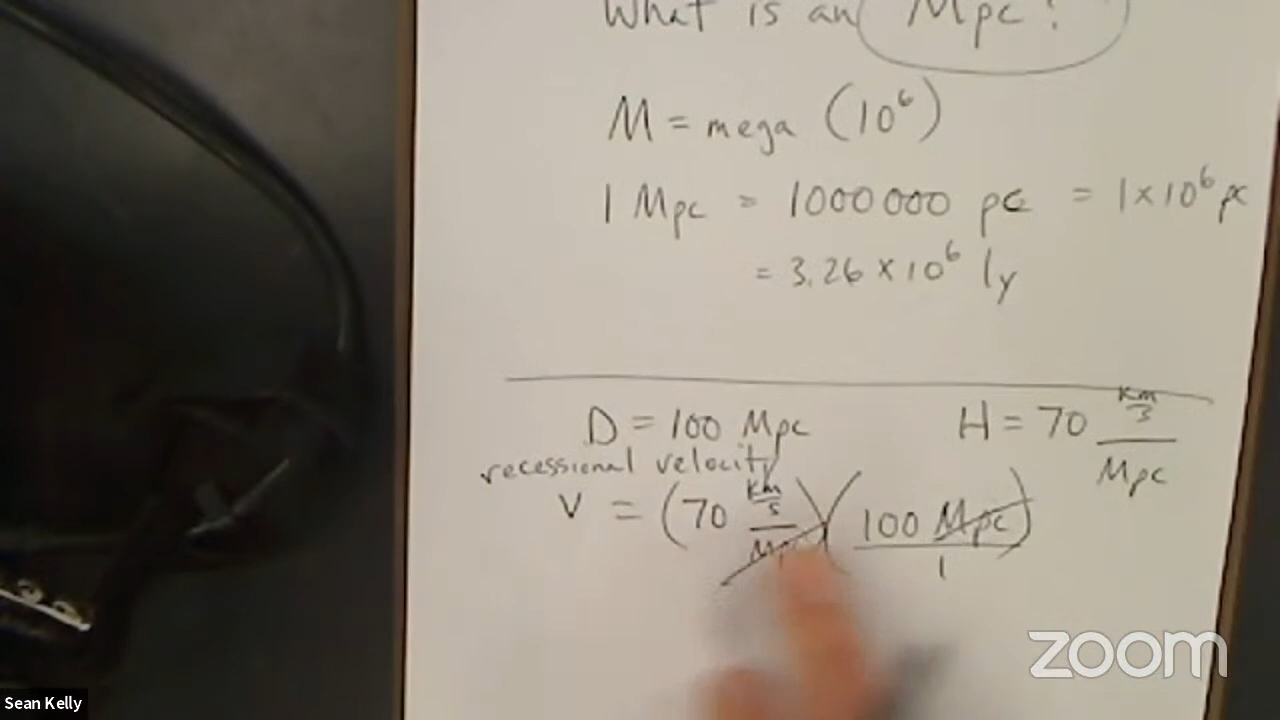 What is an Mpc?
M = mega (10⁶)
1 Mpc = 1000000 pc = 1×10⁶ pc
= 3.26 × 10⁶ ly
D = 100 Mpc H = 70 km/s/Mpc
recessional velocity
V = (70 km/s/Mpc)(100 Mpc/1)
zoom
Sean Kelly